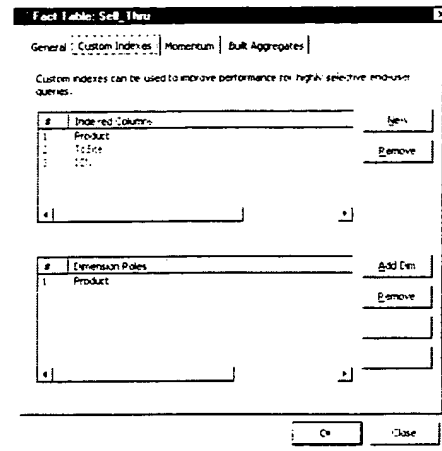 Fact Table: Sell_Thru
General Custom Indexes Momentum Built Aggregates
Custom indexes can be used to improve performance for highly selective end-user
queries.
# Indexed Columns
New
1 Product
2
Remove
3
# Dimension Roles
Add Dim
1 Product
Remove
Close